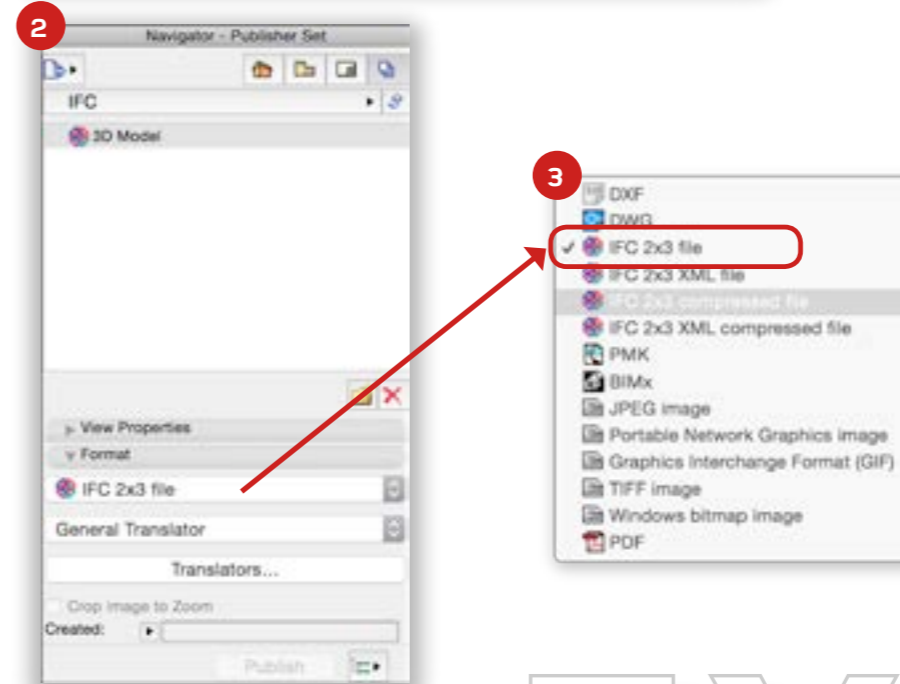 2
Navigator - Publisher Set
IFC
3D Model
View Properties
Format
IFC 2x3 file
General Translator
Translators...
Crop Image to Zoom
Created:
Publish
3
DXF
DWG
IFC 2x3 file
IFC 2x3 XML file
IFC 2x3 compressed file
IFC 2x3 XML compressed file
PMK
BIMx
JPEG image
Portable Network Graphics image
Graphics Interchange Format (GIF)
TIFF image
Windows bitmap image
PDF